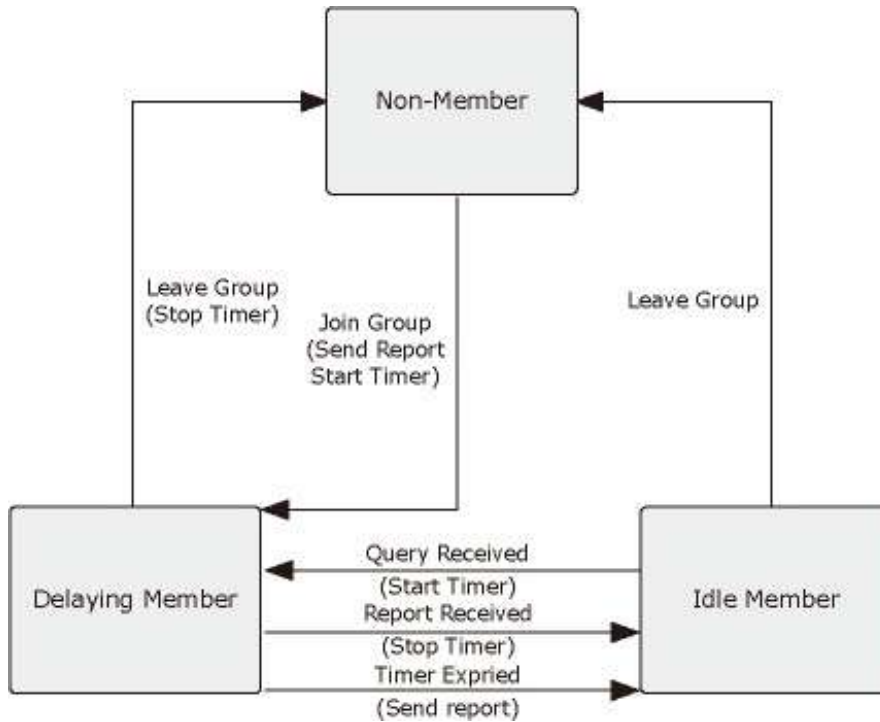 Non-Member
Leave Group
(Stop Timer)
Join Group
(Send Report
Start Timer)
Leave Group
Delaying Member
Query Received
(Start Timer)
Report Received
(Stop Timer)
Timer Expried
(Send report)
Idle Member